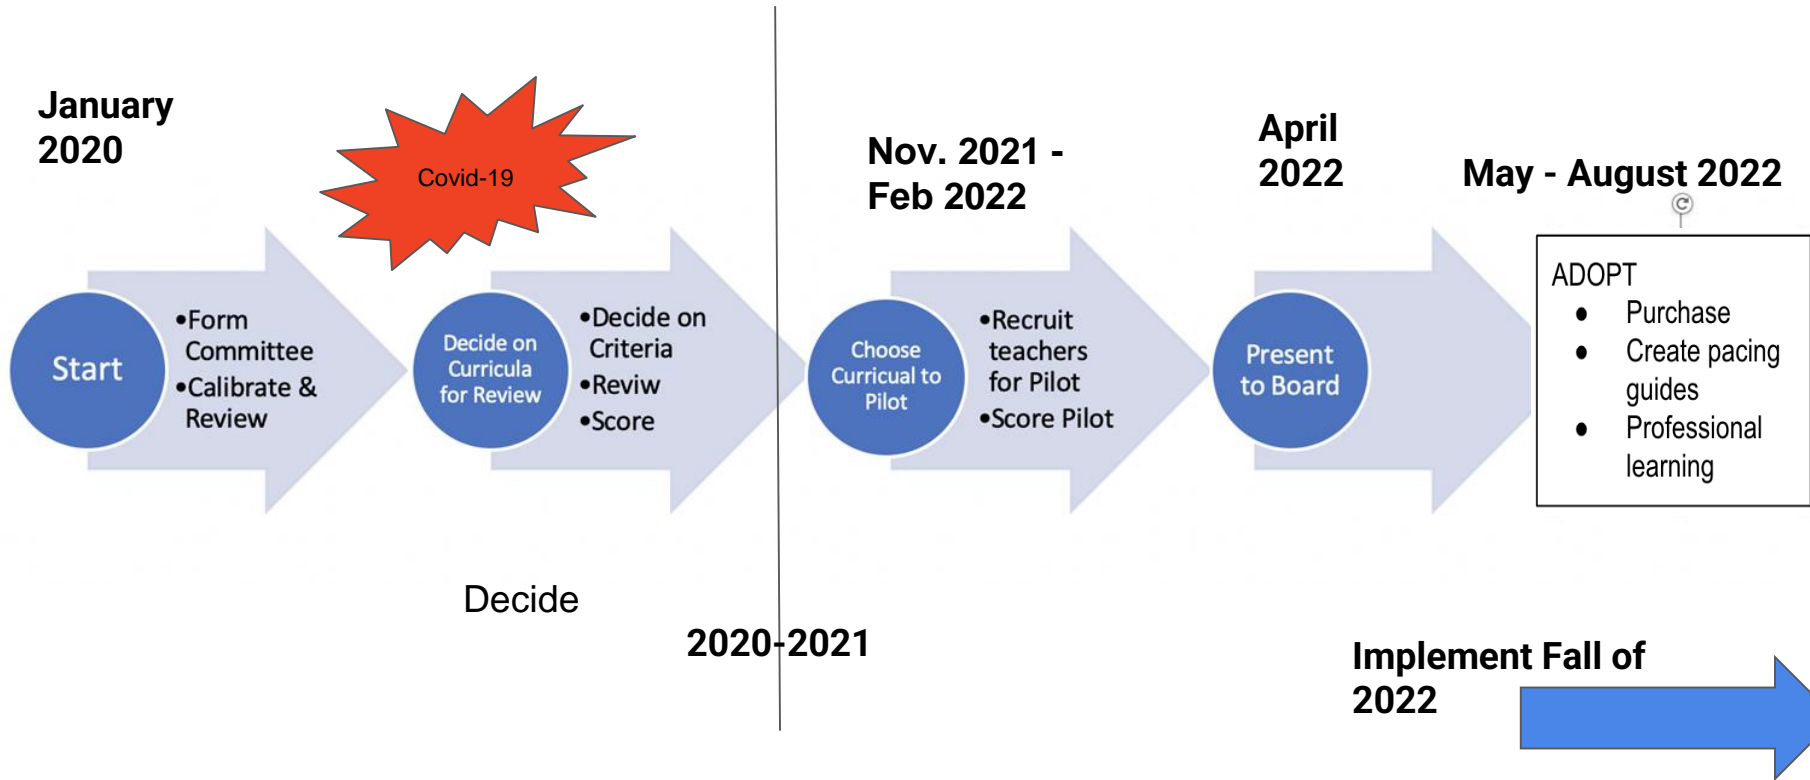 January
2020
Covid-19
Nov. 2021 -
Feb 2022
April
2022
May - August 2022
Start
•Form
Committee
•Calibrate &
Review
Decide on
Curricula
for Review
•Decide on
Criteria
•Reviw
•Score
Choose
Curricual to
Pilot
•Recruit
teachers
for Pilot
•Score Pilot
Present
to Board
ADOPT
● Purchase
● Create pacing
guides
● Professional
learning
Decide
2020-2021
Implement Fall of
2022